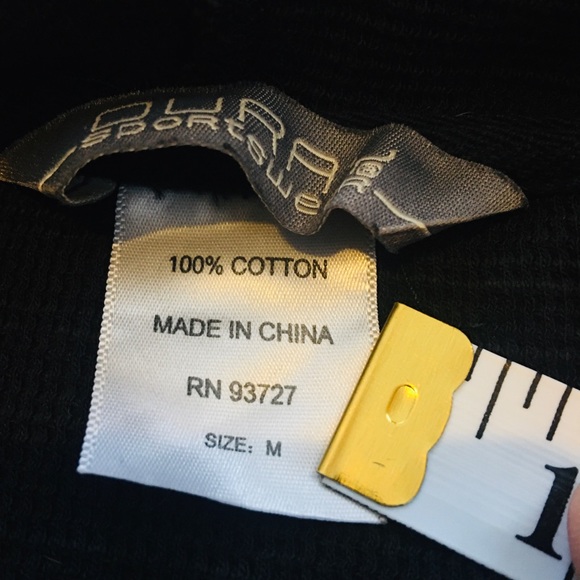 100% COTTON
MADE IN CHINA
RN 93727
SIZE: M
1